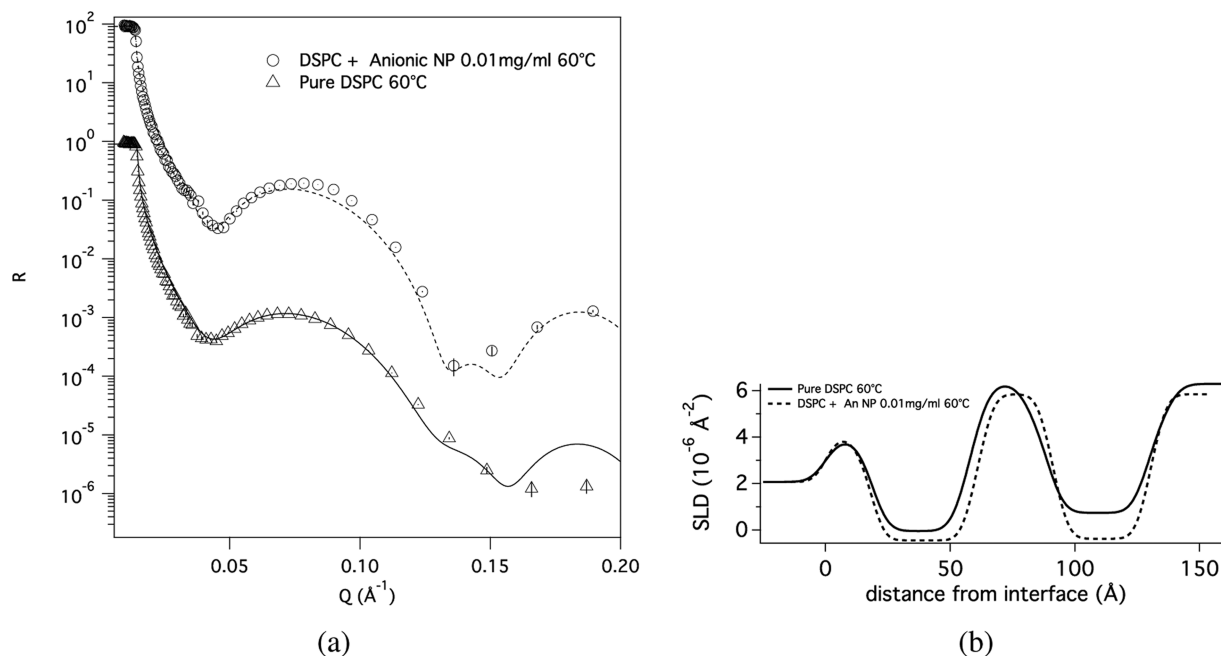 10²
10¹
10⁰
10⁻¹
10⁻²
10⁻³
10⁻⁴
10⁻⁵
10⁻⁶
R
DSPC + Anionic NP 0.01mg/ml 60°C
Pure DSPC 60°C
0.05
0.10
0.15
0.20
Q (Å⁻¹)
(a)
6
4
2
0
SLD (10⁻⁶ Å⁻²)
Pure DSPC 60°C
DSPC + An NP 0.01mg/ml 60°C
0
50
100
150
distance from interface (Å)
(b)